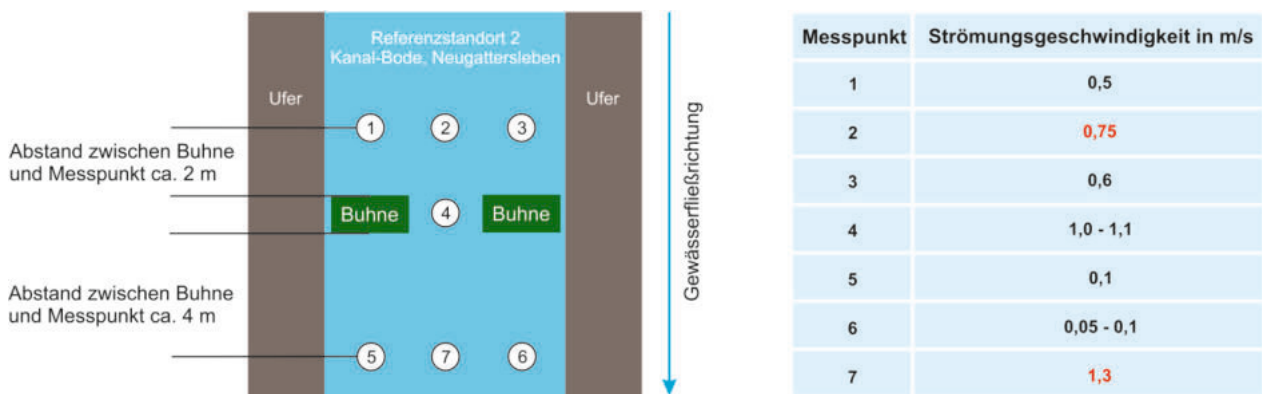 Referenzstandort 2
Kanal-Bode, Neugattersleben
Ufer
Ufer
1
2
3
Abstand zwischen Buhne
und Messpunkt ca. 2 m
Buhne
4
Buhne
Abstand zwischen Buhne
und Messpunkt ca. 4 m
5
7
6
Gewässerfließrichtung
Messpunkt Strömungsgeschwindigkeit in m/s
1 0,5
2 0,75
3 0,6
4 1,0 - 1,1
5 0,1
6 0,05 - 0,1
7 1,3